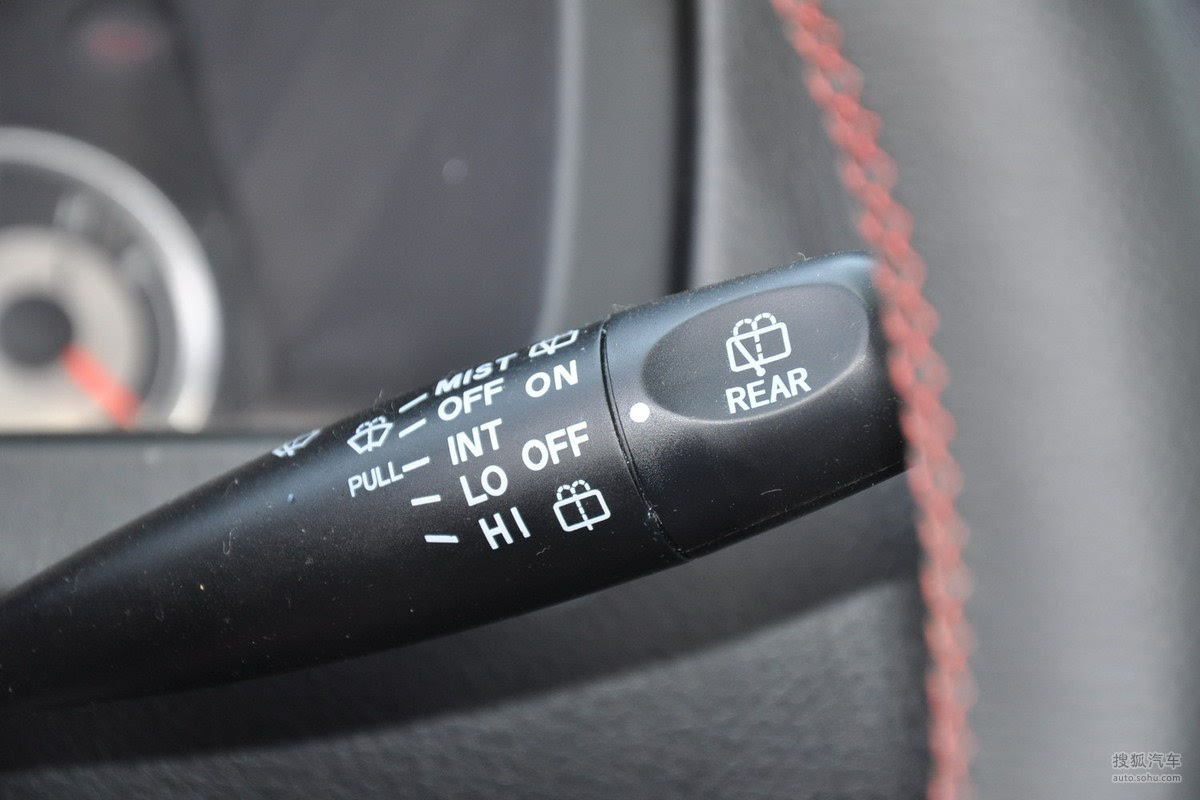 MIST
OFF ON
INT
PULL
LO OFF
HI
REAR
搜狐汽车
auto.sohu.com